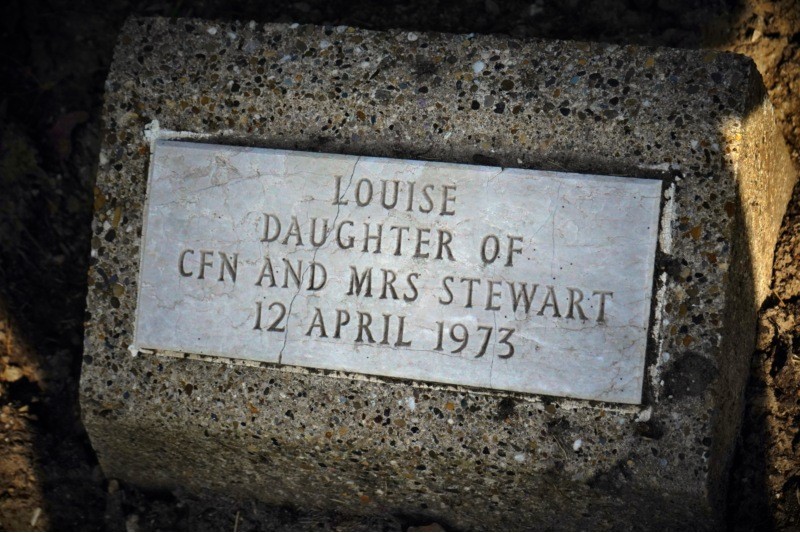 LOUISE
DAUGHTER OF
CFN AND MRS STEWART
12 APRIL 1973